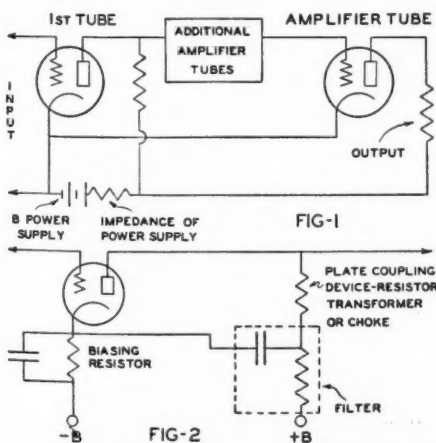 1ST TUBE
AMPLIFIER TUBE
ADDITIONAL
AMPLIFIER
TUBES
INPUT
OUTPUT
B POWER
SUPPLY
IMPEDANCE OF
POWER SUPPLY
FIG-1
PLATE COUPLING
DEVICE-RESISTOR
TRANSFORMER
OR CHOKE
BIASING
RESISTOR
FILTER
-B
FIG-2
+B